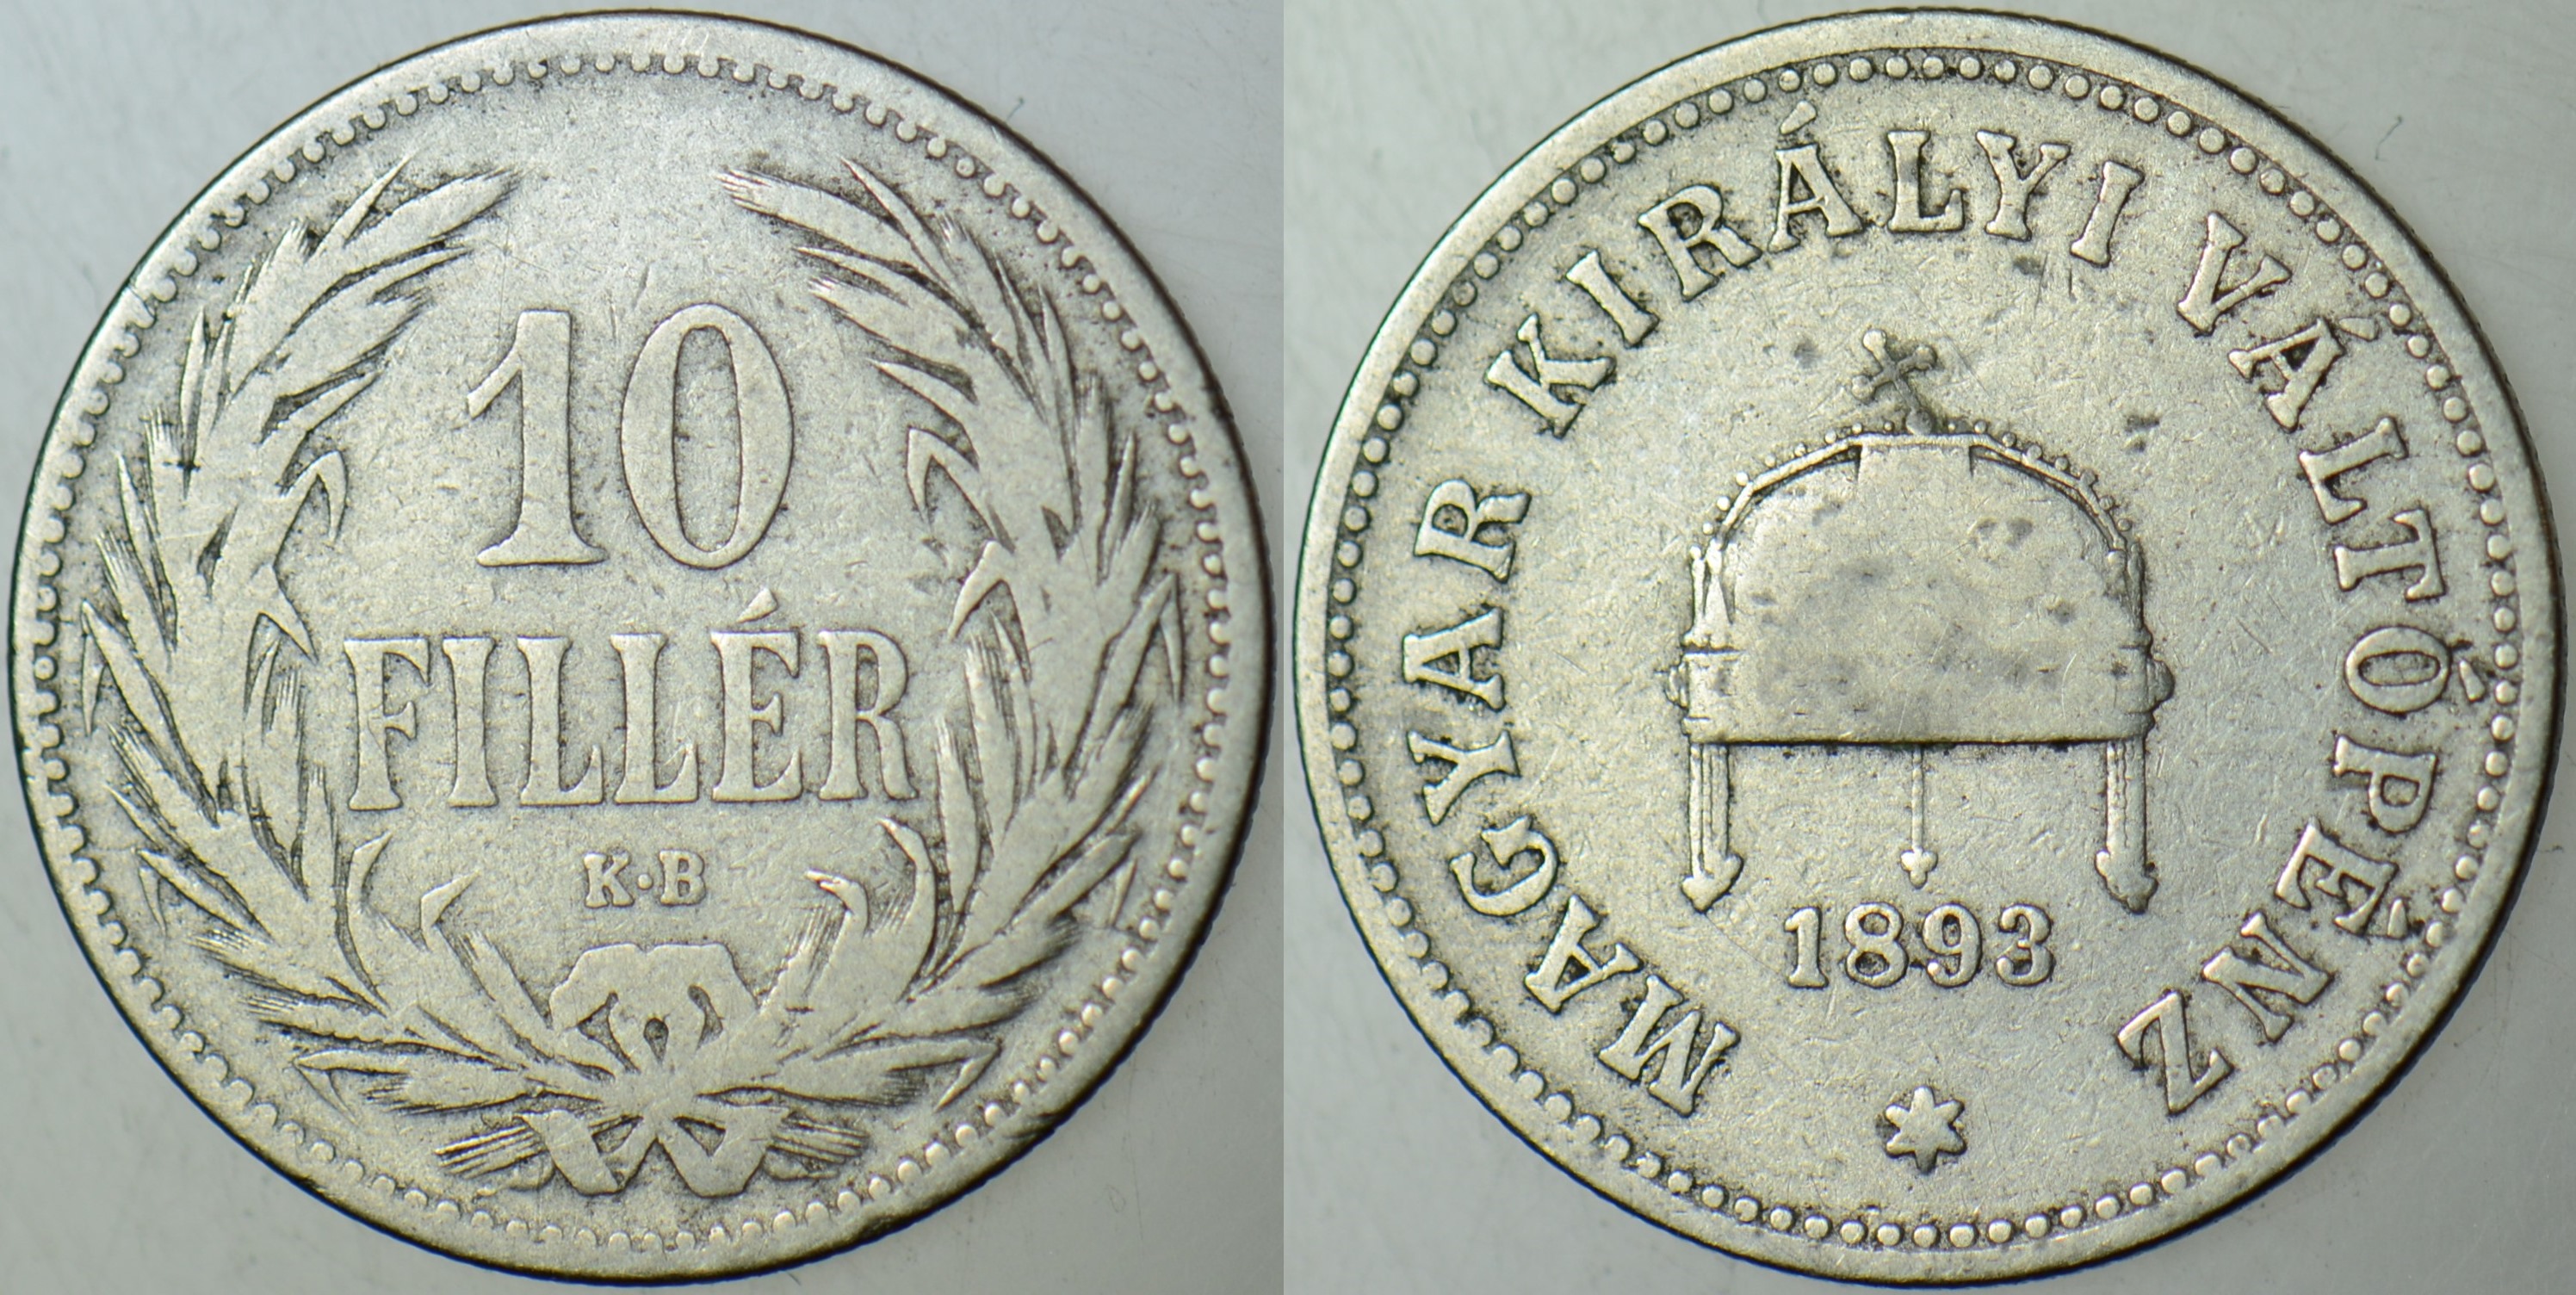 10
FILLÉR
K·B
MAGYAR KIRÁLYI VÁLTÓPÉNZ
1893